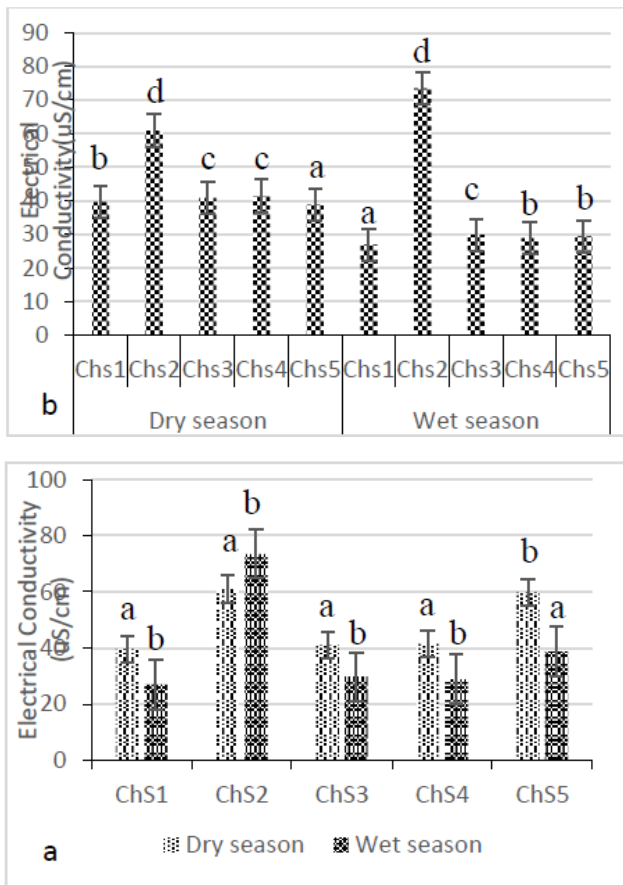 Electrical
Conductivity(uS/cm)
90
80
70
60
50
40
30
20
10
0
b d c c a a d c b b
Chs1 Chs2 Chs3 Chs4 Chs5 Chs1 Chs2 Chs3 Chs4 Chs5
Dry season Wet season
b
Electrical Conductivity
(uS/cm)
100
80
60
40
20
0
a b a b a b a b b a
ChS1 ChS2 ChS3 ChS4 ChS5
Dry season Wet season
a